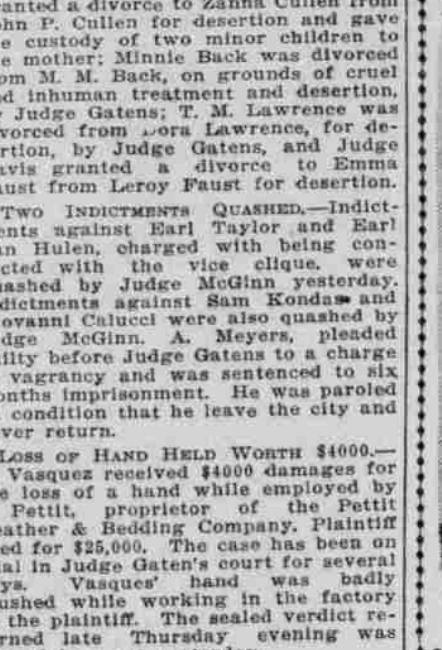 anted a divorce to Zanna Cullen from
ohn P. Cullen for desertion and gave
e custody of two minor children to
e mother; Minnie Back was divorced
om M. M. Back, on grounds of cruel
nd inhuman treatment and desertion,
y Judge Gatens; T. M. Lawrence was
vorced from Dora Lawrence, for de-
rtion, by Judge Gatens, and Judge
avis granted a divorce to Emma
aust from Leroy Faust for desertion.
TWO INDICTMENTS QUASHED.—Indict-
ents against Earl Taylor and Earl
an Hulen, charged with being con-
cted with the vice clique, were
uashed by Judge McGinn yesterday.
dictments against Sam Kondas and
ovanni Calucci were also quashed by
dge McGinn. A. Meyers, pleaded
ilty before Judge Gatens to a charge
vagrancy and was sentenced to six
onths imprisonment. He was paroled
condition that he leave the city and
ver return.
LOSS OF HAND HELD WORTH $4000.—
Vasquez received $4000 damages for
e loss of a hand while employed by
Pettit, proprietor of the Pettit
eather & Bedding Company. Plaintiff
ed for $25,000. The case has been on
ial in Judge Gaten's court for several
ys. Vasques' hand was badly
ushed while working in the factory
the plaintiff. The sealed verdict re-
rned late Thursday evening was